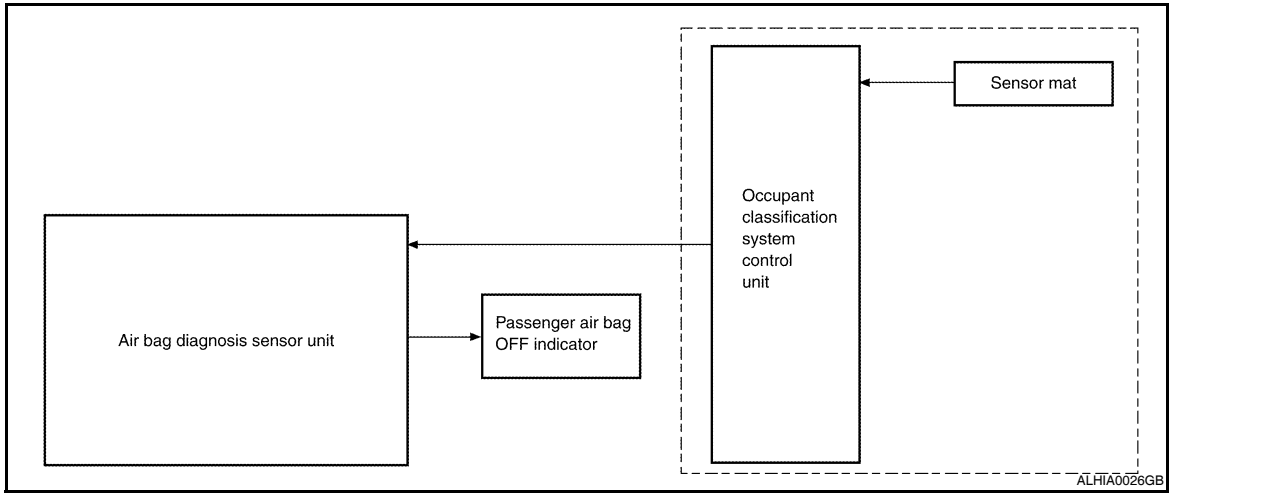 Sensor mat
Occupant
classification
system
control
unit
Passenger air bag
OFF indicator
Air bag diagnosis sensor unit
ALHIA0026GB